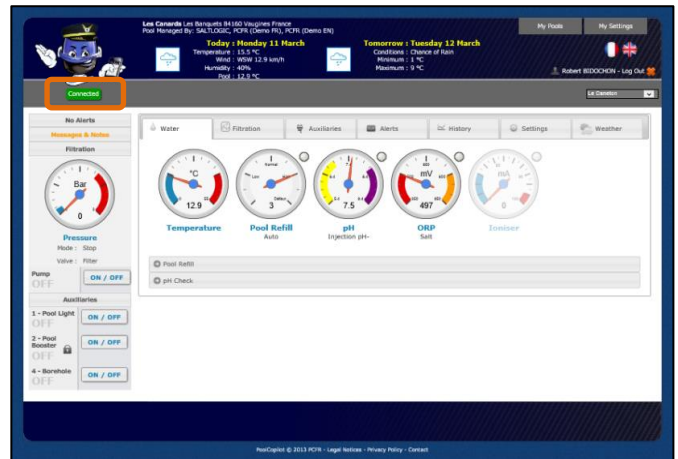 Les Canards Les Banquets 84160 Vaugines France
Pool Managed By: SALTLOGIC, PCFR (Demo FR), PCFR (Demo EN)
My Pools
My Settings
Today : Monday 11 March
Temperature : 15.5 °C
Wind : WSW 12.9 km/h
Humidity : 40%
Pool : 12.9 °C
Tomorrow : Tuesday 12 March
Conditions : Chance of Rain
Minimum : 1 °C
Maximum : 9 °C
Robert BIDOCHON - Log Out
Connected
No Alerts
Messages & Notes
Filtration
Bar
0
Pressure
Mode : Stop
Valve : Filter
Pump
OFF
ON / OFF
Auxiliaries
1 - Pool Light
OFF
ON / OFF
2 - Pool Booster
OFF
ON / OFF
4 - Borehole
OFF
ON / OFF
Water
Filtration
Auxiliaries
Alerts
History
Settings
Weather
°C
12.9
Temperature
3
Pool Refill
Auto
7.5
pH
Injection pH-
mV
497
ORP
Salt
mA
0
Ioniser
Pool Refill
pH Check
PoolCopilot © 2013 PCFR - Legal Notices - Privacy Policy - Contact